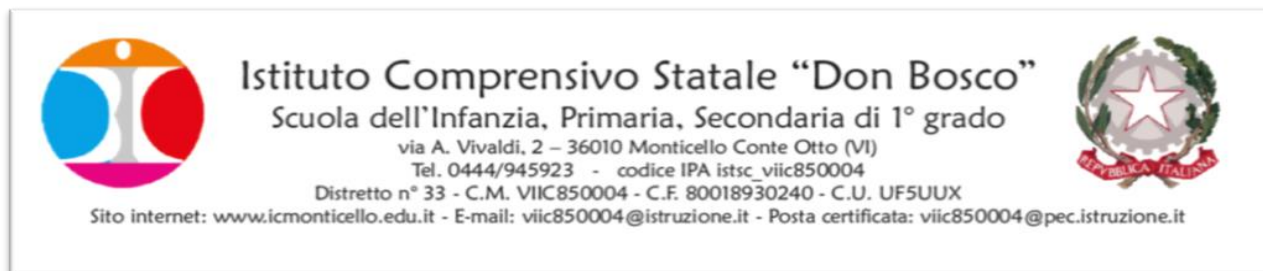 Istituto Comprensivo Statale “Don Bosco”
Scuola dell'Infanzia, Primaria, Secondaria di 1° grado
via A. Vivaldi, 2 – 36010 Monticello Conte Otto (VI)
Tel. 0444/945923 - codice IPA istsc_viic850004
Distretto n° 33 - C.M. VIIC850004 - C.F. 80018930240 - C.U. UF5UUX
Sito internet: www.icmonticello.edu.it - E-mail: viic850004@istruzione.it - Posta certificata: viic850004@pec.istruzione.it
REPVBBLICA ITALIANA